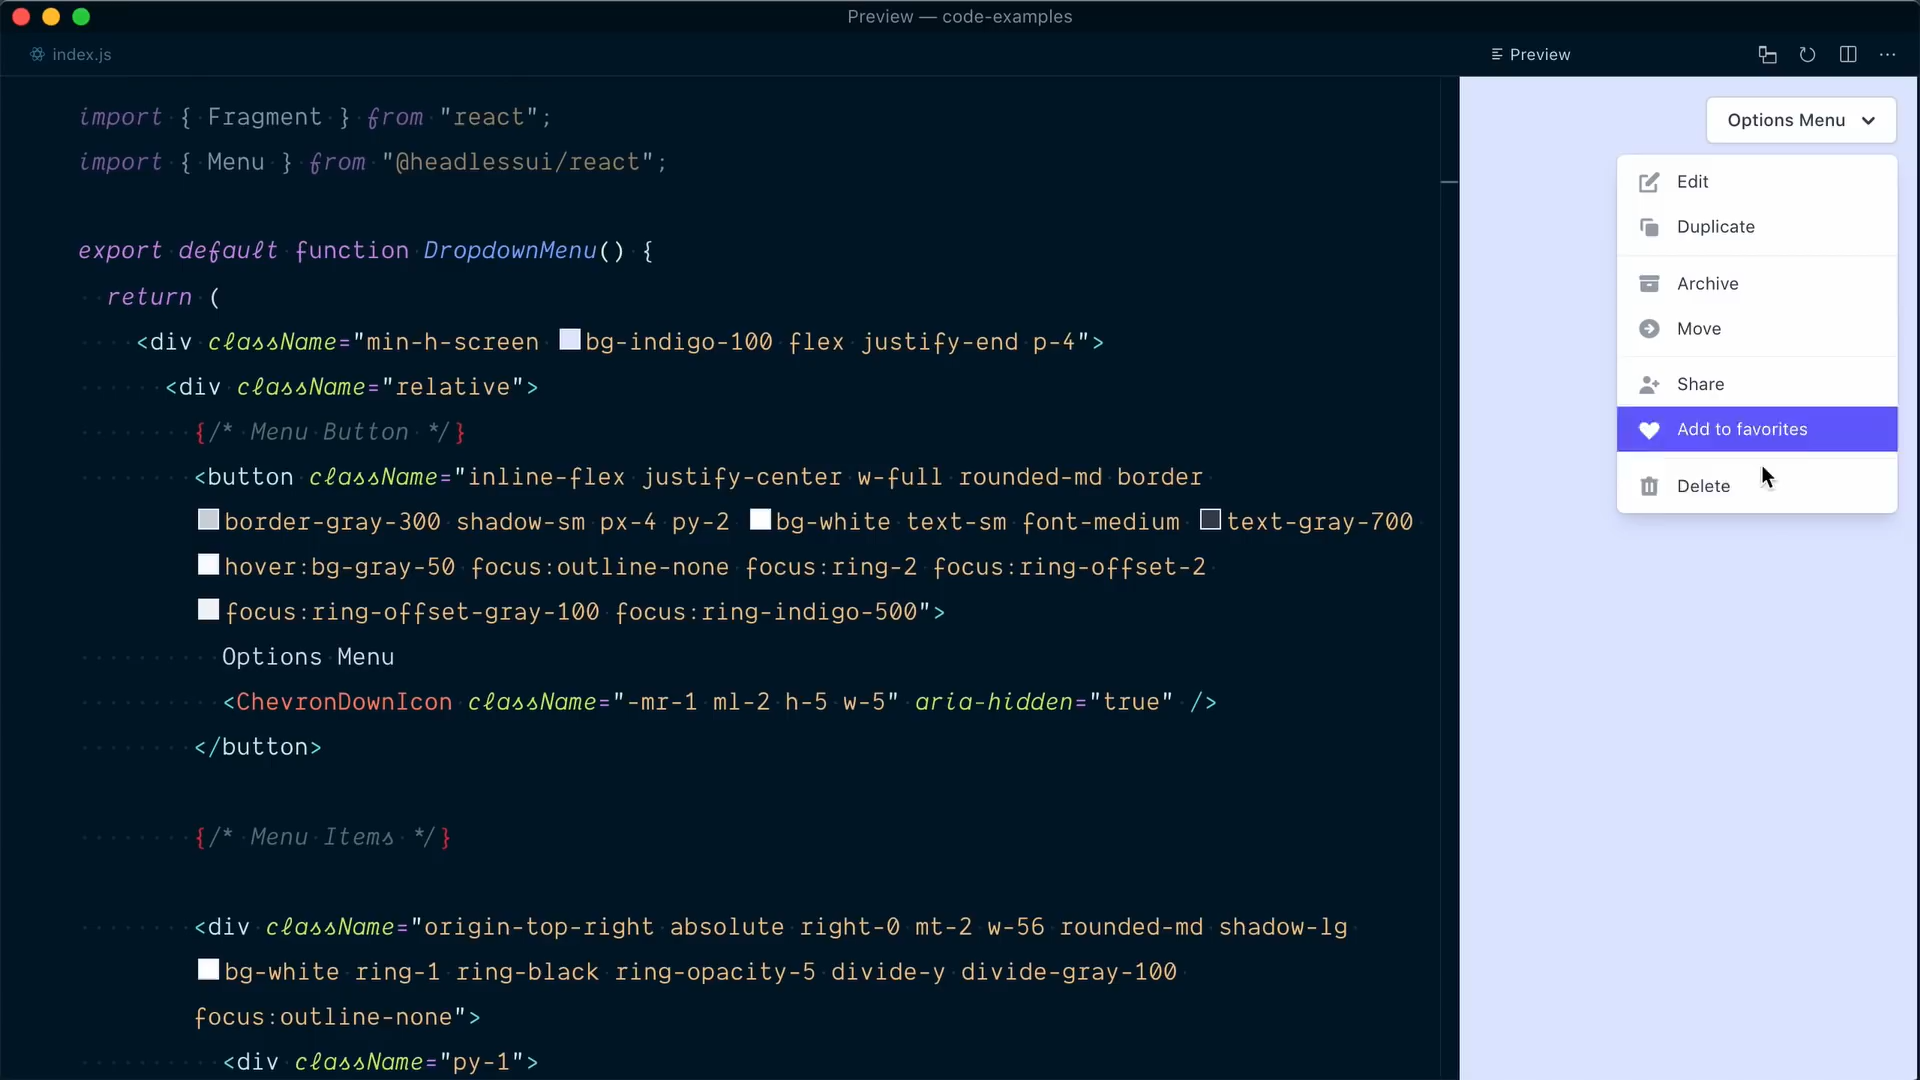 Preview — code-examples
index.js
Preview
import { Fragment } from "react";
import { Menu } from "@headlessui/react";
export default function DropdownMenu() {
return (
<div className="min-h-screen bg-indigo-100 flex justify-end p-4">
<div className="relative">
{/* Menu Button */}
<button className="inline-flex justify-center w-full rounded-md border
border-gray-300 shadow-sm px-4 py-2 bg-white text-sm font-medium text-gray-700
hover:bg-gray-50 focus:outline-none focus:ring-2 focus:ring-offset-2
focus:ring-offset-gray-100 focus:ring-indigo-500">
Options Menu
<ChevronDownIcon className="-mr-1 ml-2 h-5 w-5" aria-hidden="true" />
</button>
{/* Menu Items */}
<div className="origin-top-right absolute right-0 mt-2 w-56 rounded-md shadow-lg
bg-white ring-1 ring-black ring-opacity-5 divide-y divide-gray-100
focus:outline-none">
<div className="py-1">
Options Menu
Edit
Duplicate
Archive
Move
Share
Add to favorites
Delete